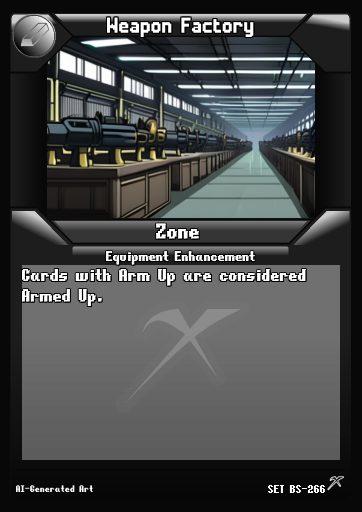 Weapon Factory
Zone
Equipment Enhancement
Cards with Arm Up are considered
Armed Up.
AI-Generated Art
SET BS-266